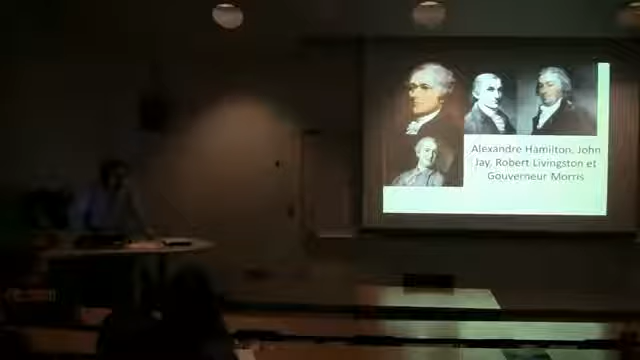 Alexandre Hamilton, John
Jay, Robert Livingston et
Gouverneur Morris